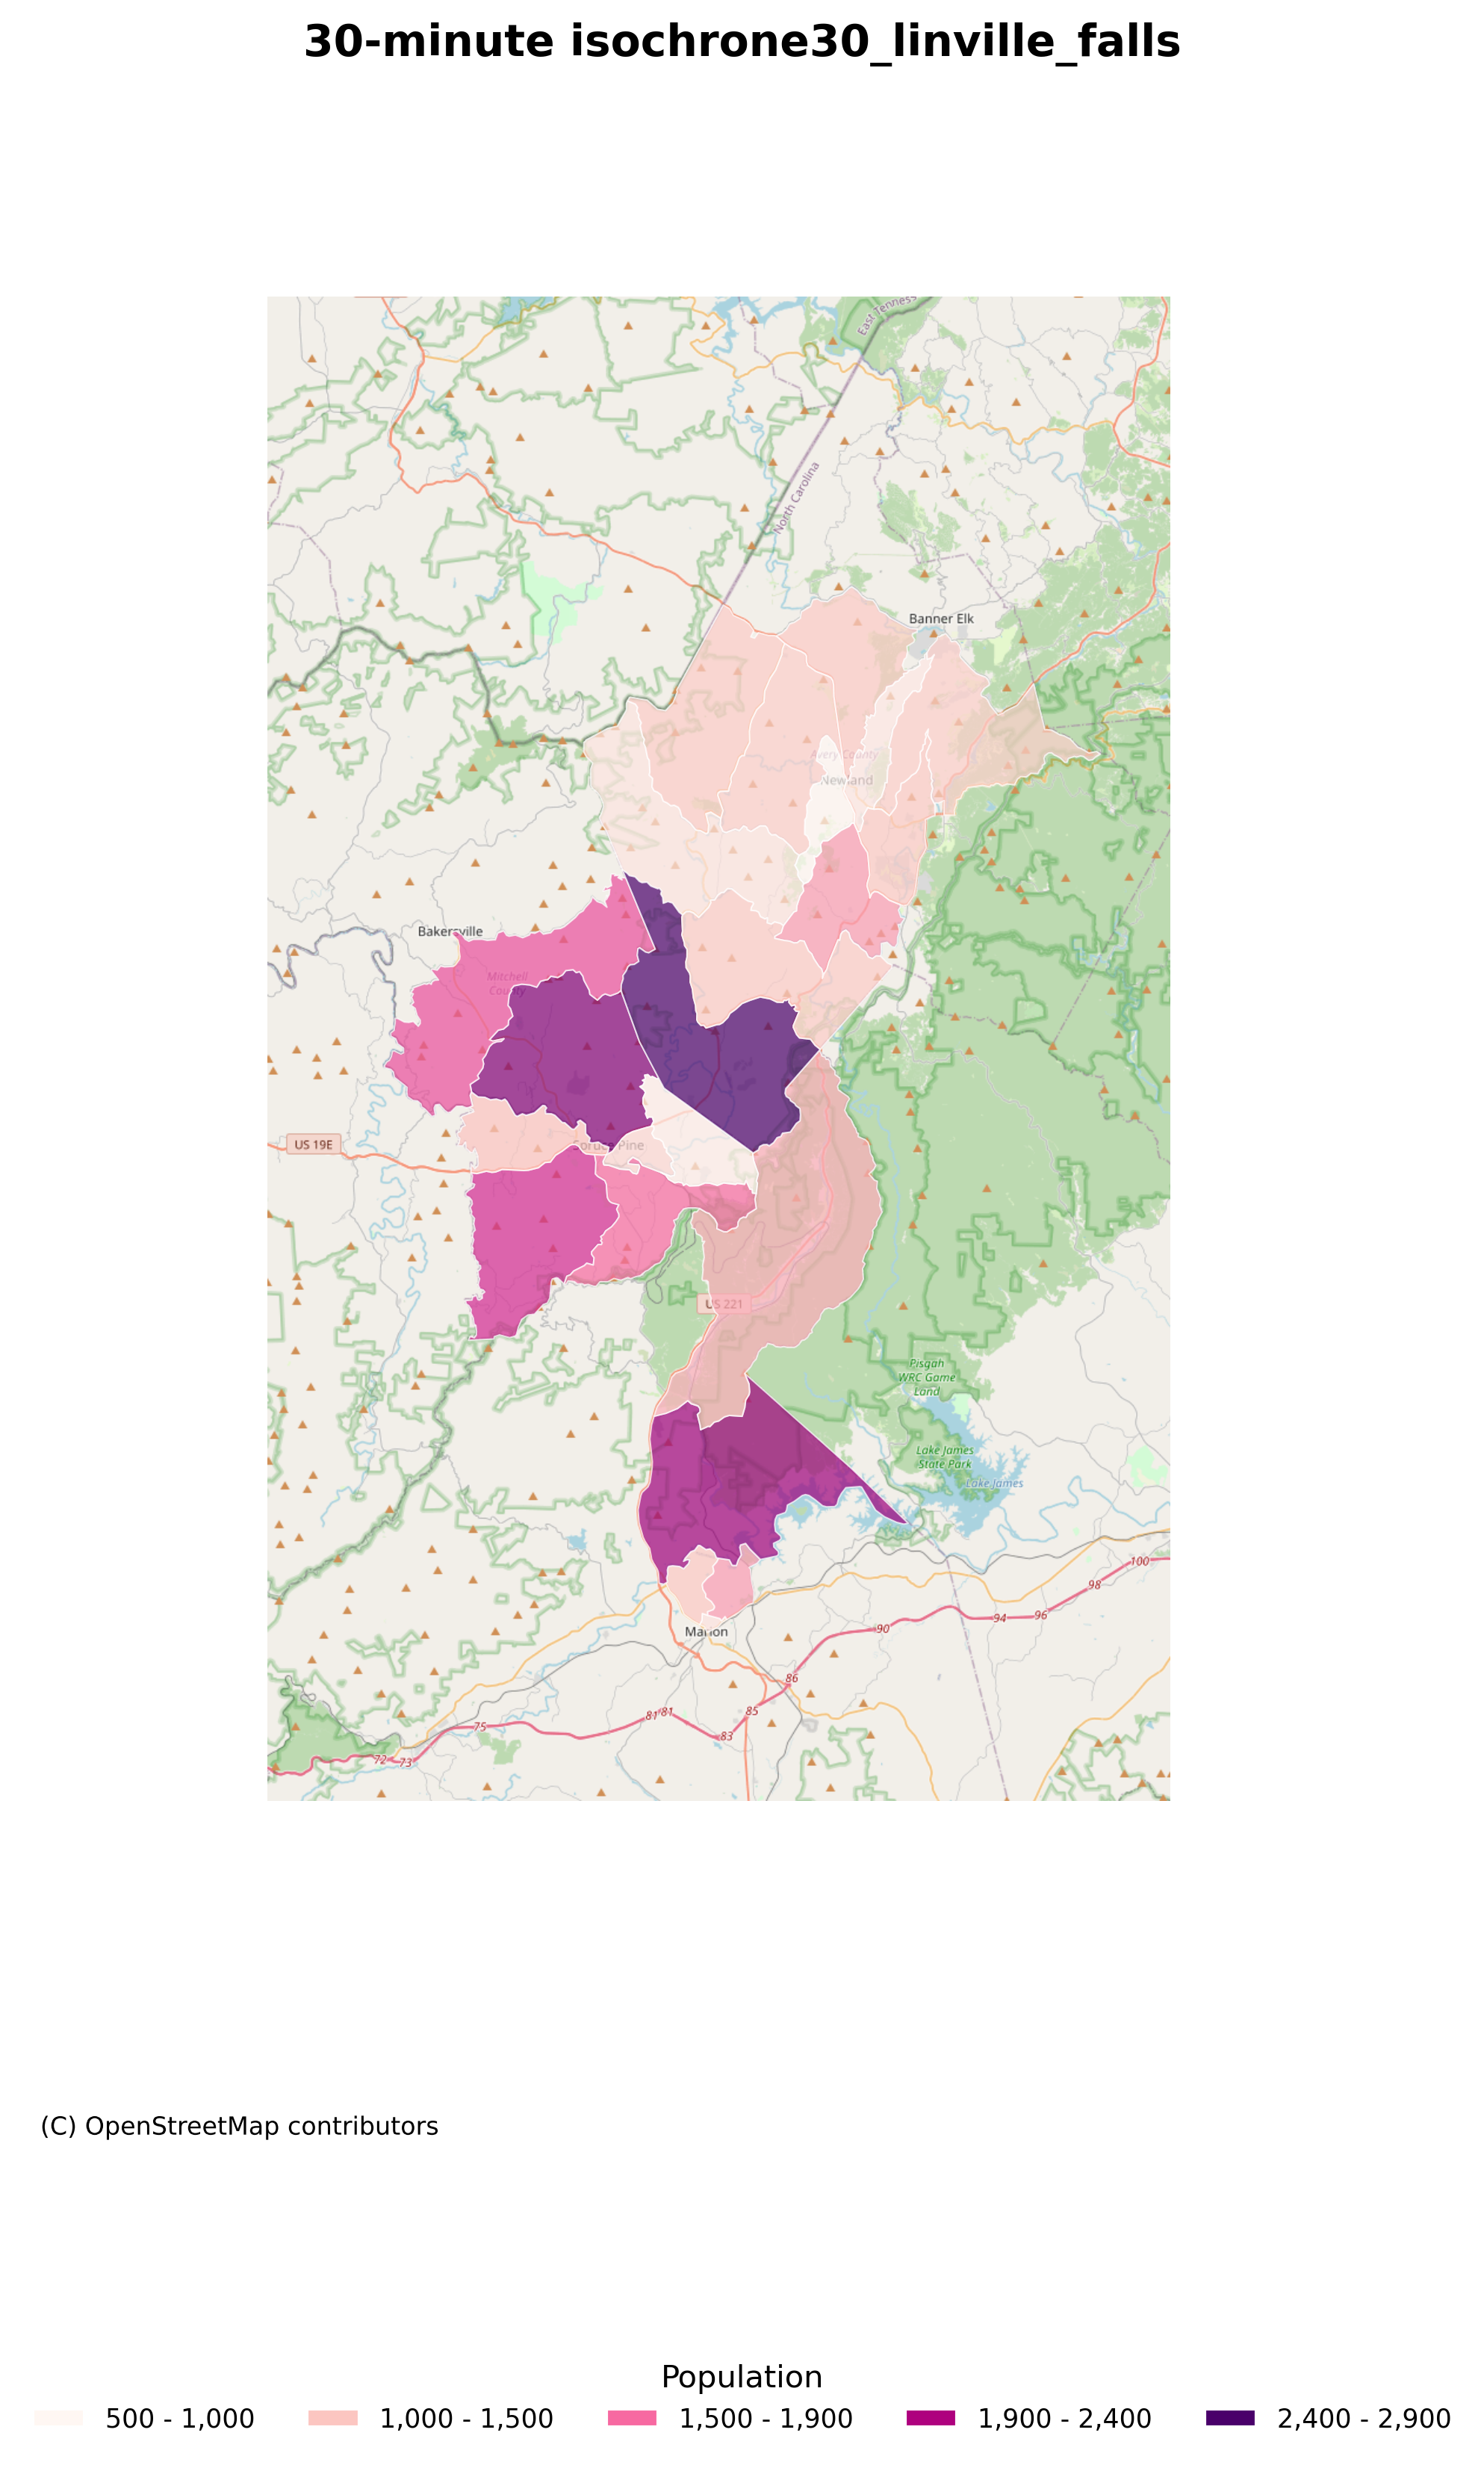 30-minute isochrone30_linville_falls
East Tenness
North Carolina
Banner Elk
Avery County
Newland
Bakersville
Mitchell
County
US 19E
Spruce Pine
US 221
Pisgah
WRC Game
Land
Lake James
State Park
Lake James
100
98
96
94
90
Marion
86
85
83
81 81
75
73
72
(C) OpenStreetMap contributors
Population
500 - 1,000
1,000 - 1,500
1,500 - 1,900
1,900 - 2,400
2,400 - 2,900